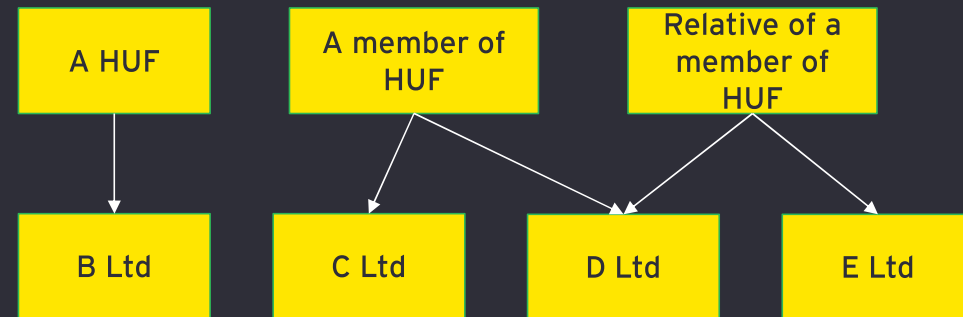 A HUF
A member of
HUF
Relative of a
member of
HUF
B Ltd
C Ltd
D Ltd
E Ltd